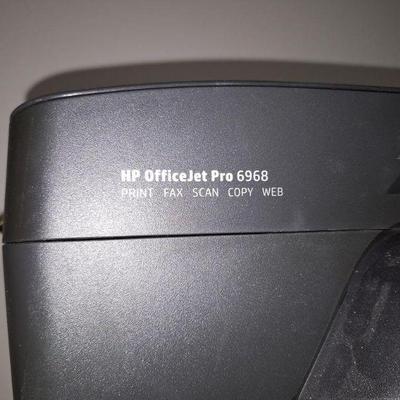 HP OfficeJet Pro 6968
PRINT FAX SCAN COPY WEB